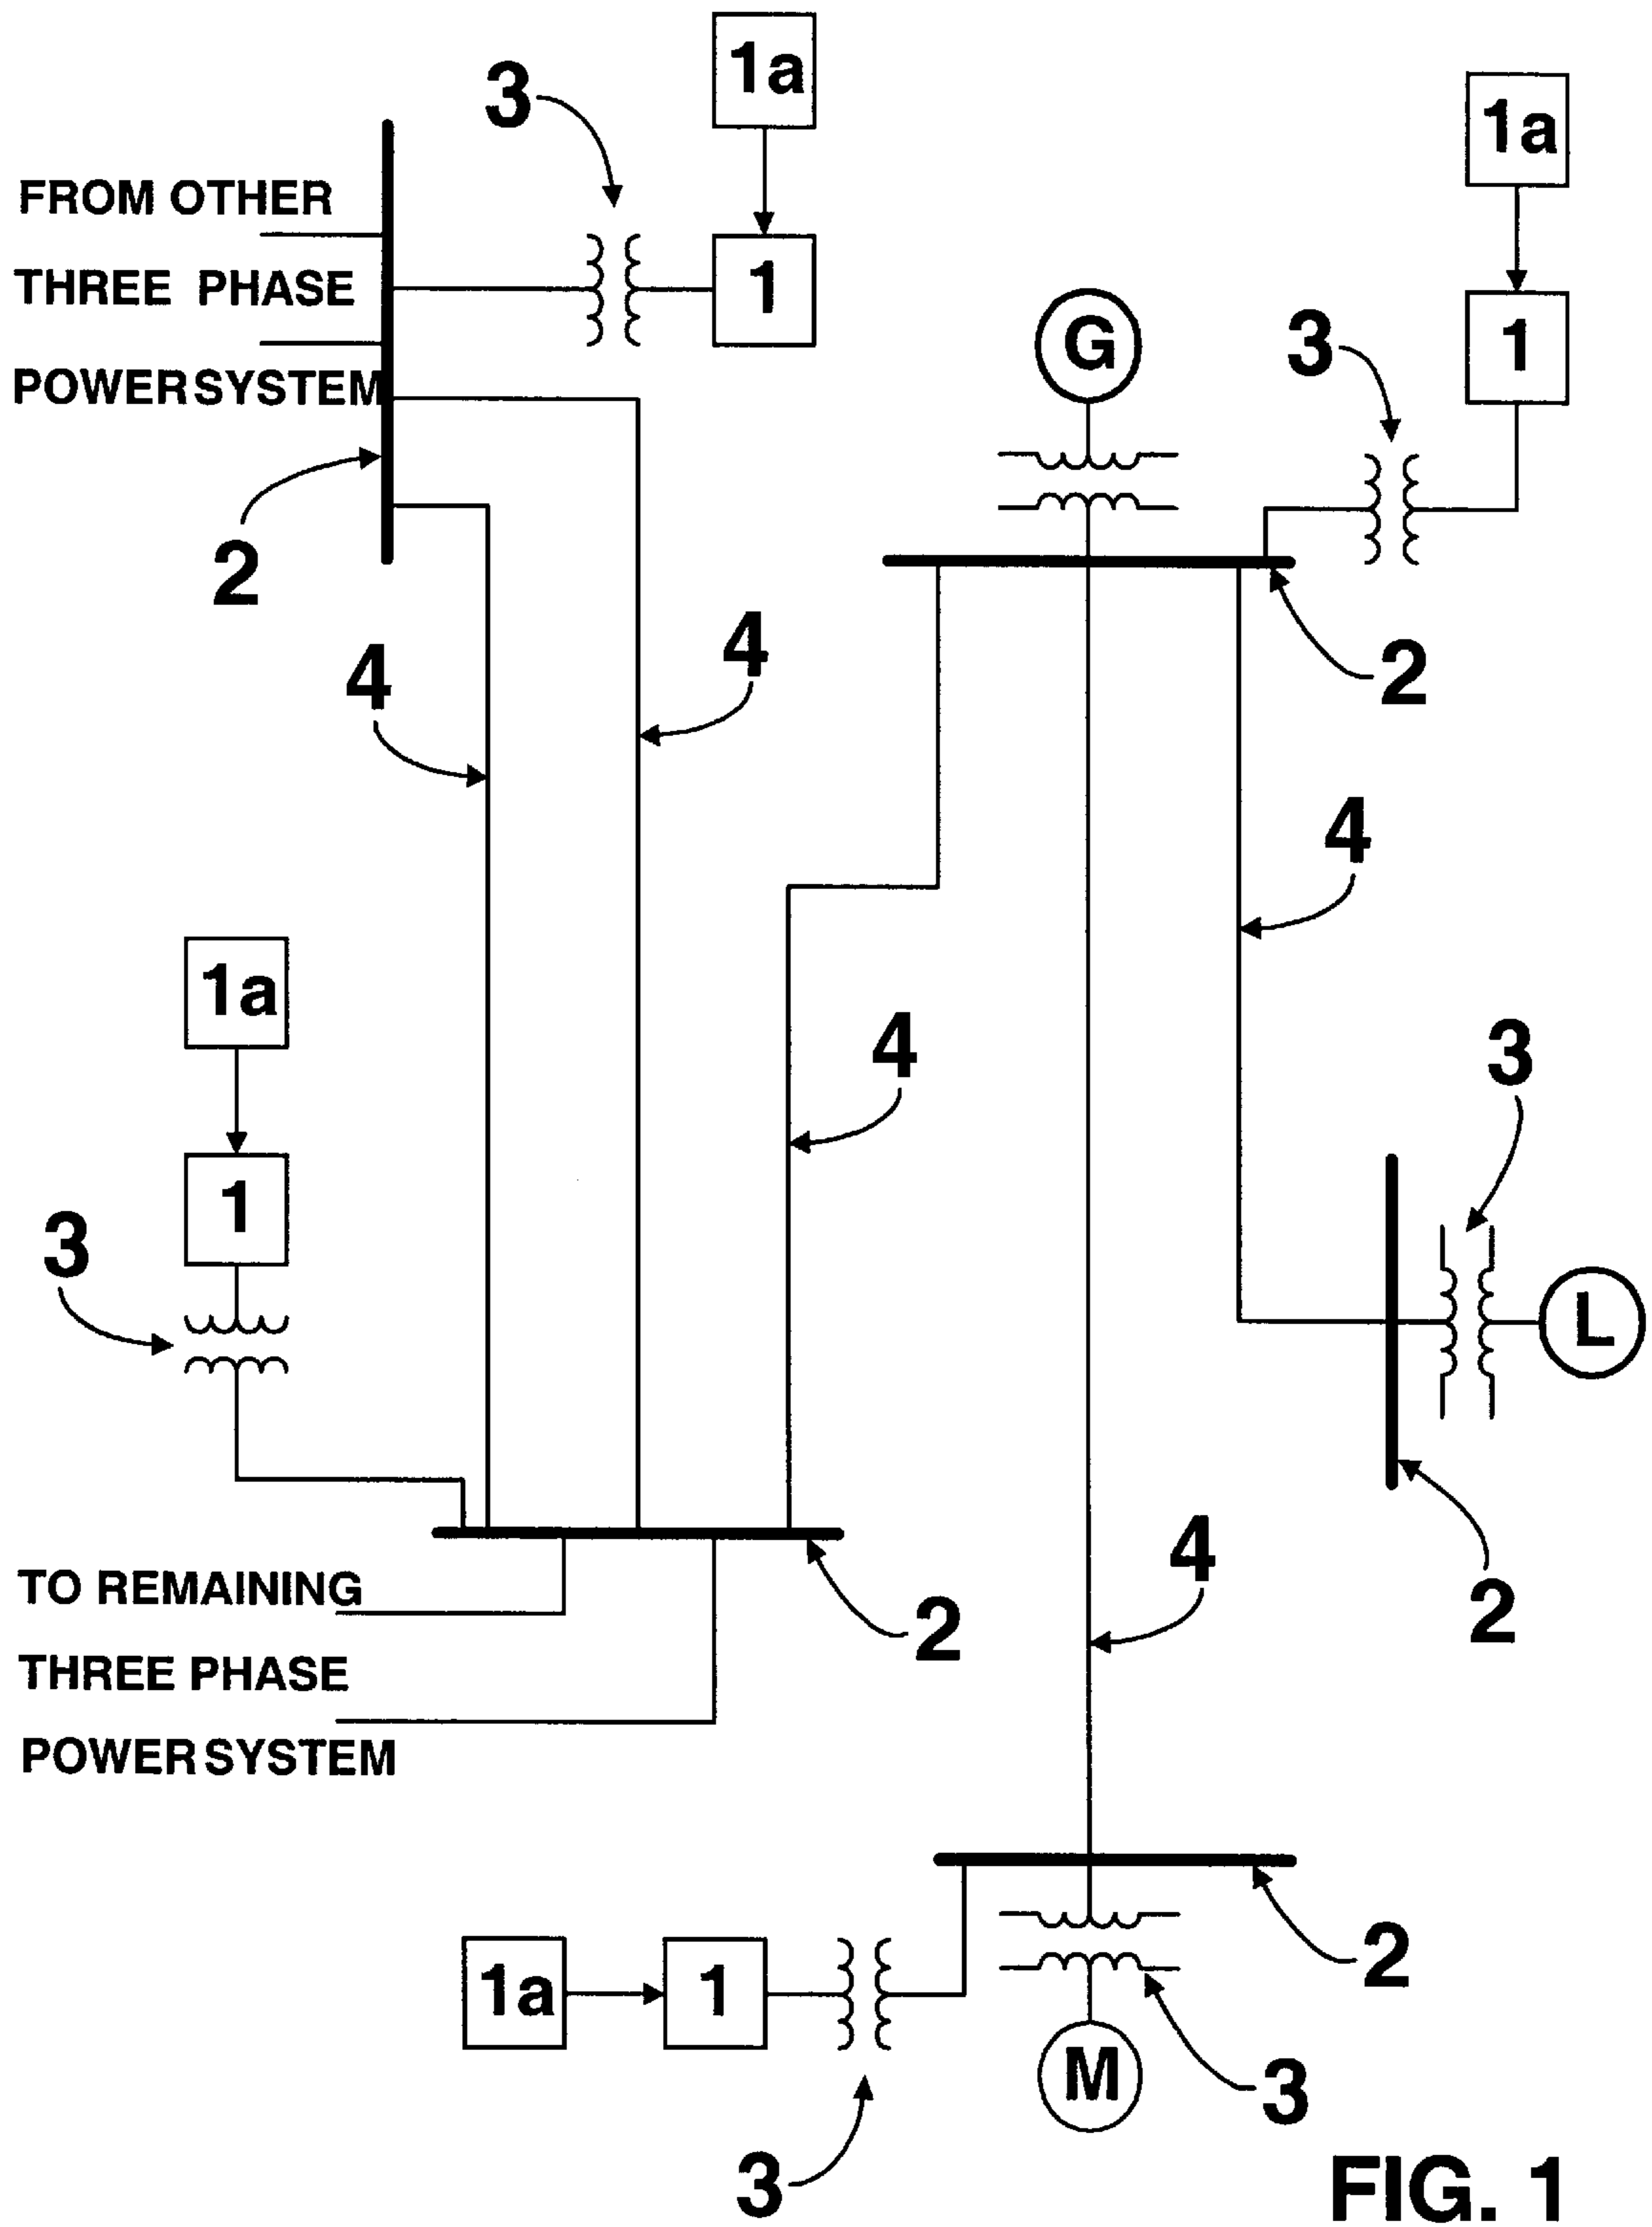 1a
3
1a
FROM OTHER
THREE PHASE
1
1
G
3
POWER SYSTEM
2
4
4
2
4
1a
4
3
1
3
L
4
TO REMAINING
2
2
THREE PHASE
POWER SYSTEM
1a
1
2
M
3
3
FIG. 1